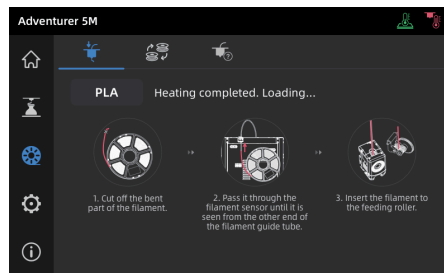 Adventurer 5M
PLA
Heating completed. Loading...
1. Cut off the bent
part of the filament.
2. Pass it through the
filament sensor until it is
seen from the other end of
the filament guide tube.
3. Insert the filament to
the feeding roller.